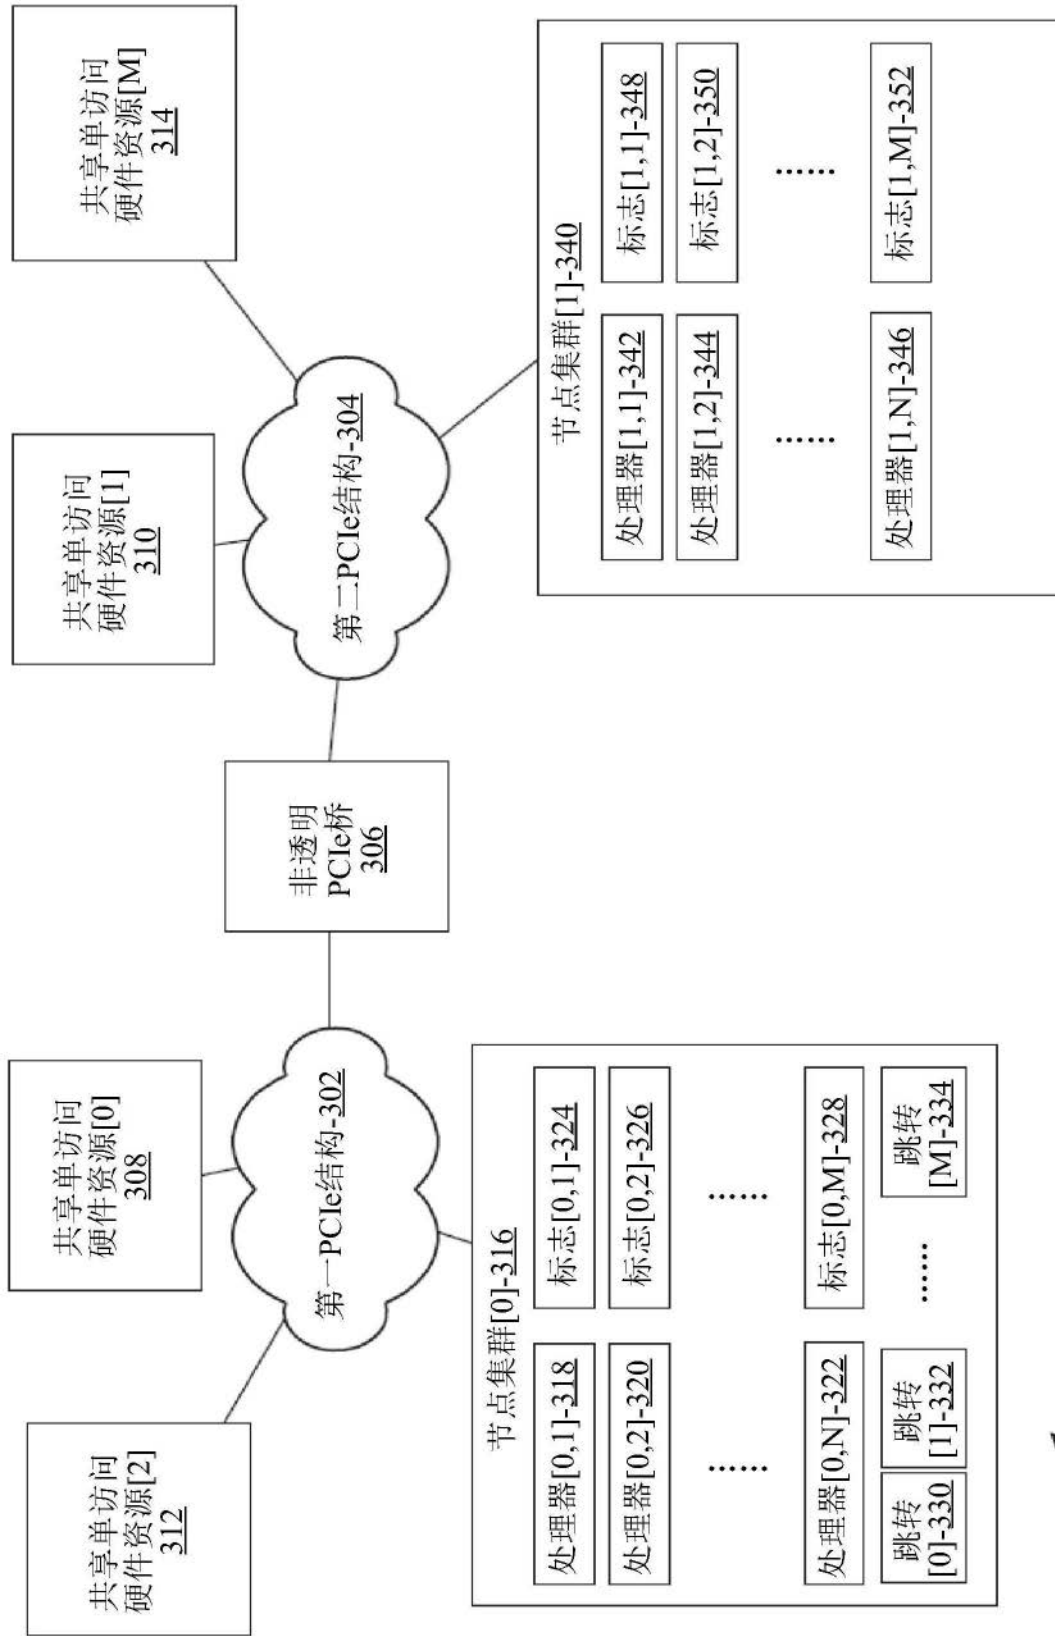 共享单访问
硬件资源[2]
312
共享单访问
硬件资源[0]
308
共享单访问
硬件资源[1]
310
共享单访问
硬件资源[M]
314
第一PCIe结构-302
非透明
PCIe桥
306
第二PCIe结构-304
节点集群[0]-316
处理器[0,1]-318
标志[0,1]-324
处理器[0,2]-320
标志[0,2]-326
......
......
处理器[0,N]-322
标志[0,M]-328
跳转
[0]-330
跳转
[1]-332
......
跳转
[M]-334
节点集群[1]-340
处理器[1,1]-342
标志[1,1]-348
处理器[1,2]-344
标志[1,2]-350
......
......
处理器[1,N]-346
标志[1,M]-352